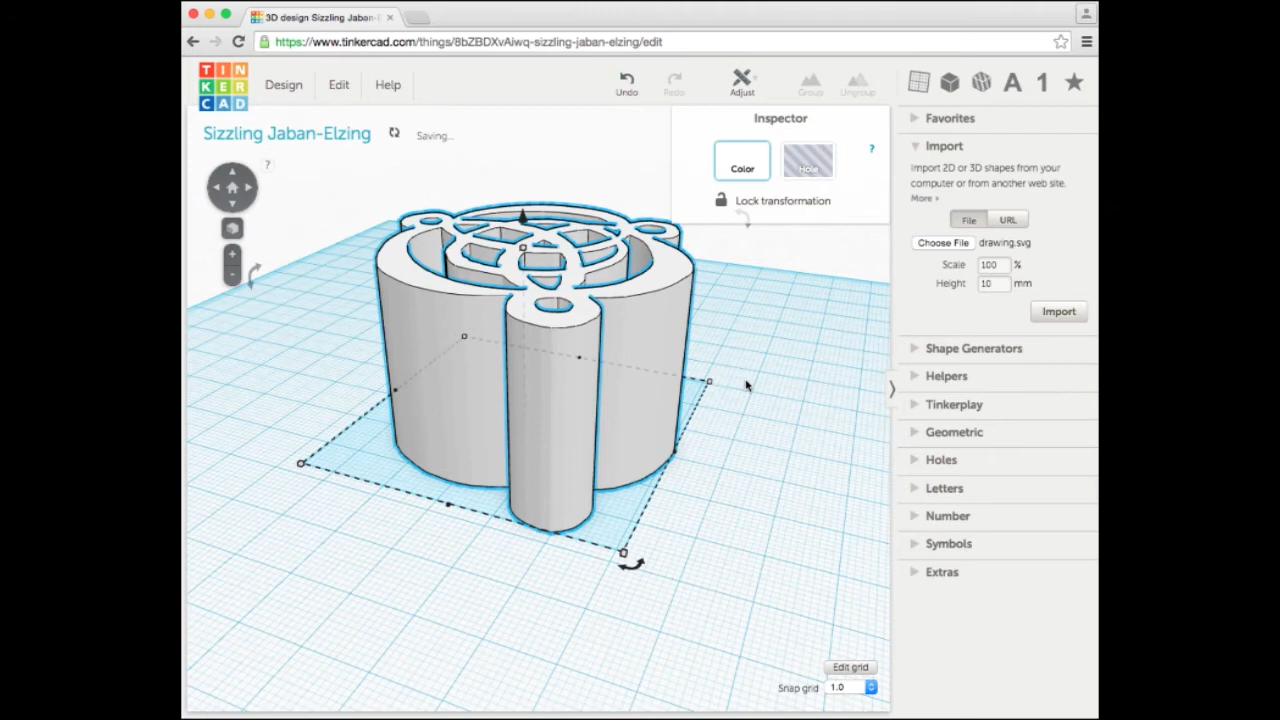 3D design Sizzling Jaban-E
https://www.tinkercad.com/things/8bZBDXvAiwq-sizzling-jaban-elzing/edit
TIN
KER
CAD
Design
Edit
Help
Undo
Redo
Adjust
Group
Ungroup
A
1
Sizzling Jaban-Elzing
Saving...
?
Inspector
Color
Hole
?
Lock transformation
+
-
Favorites
Import
Import 2D or 3D shapes from your
computer or from another web site.
More »
File
URL
Choose File
drawing.svg
Scale 100 %
Height 10 mm
Import
Shape Generators
Helpers
Tinkerplay
Geometric
Holes
Letters
Number
Symbols
Extras
Edit grid
Snap grid 1.0